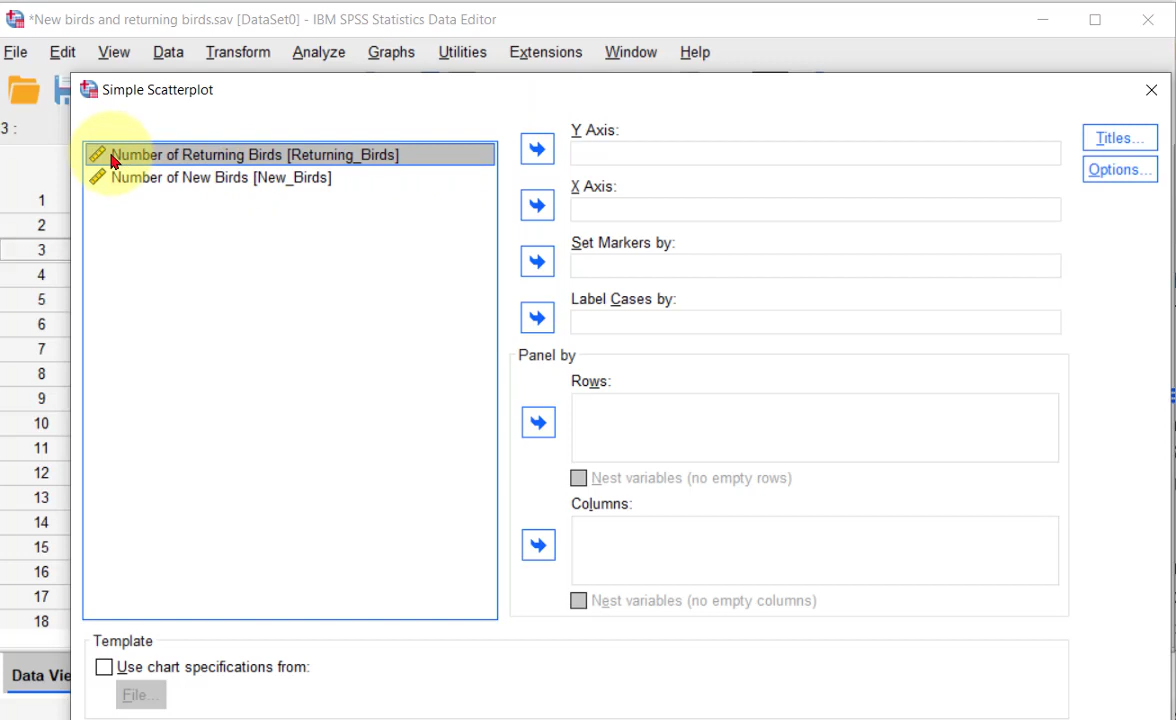 *New birds and returning birds.sav [DataSet0] - IBM SPSS Statistics Data Editor
File Edit View Data Transform Analyze Graphs Utilities Extensions Window Help
Simple Scatterplot
3 :
Number of Returning Birds [Returning_Birds]
Number of New Birds [New_Birds]
Y Axis:
X Axis:
Set Markers by:
Label Cases by:
Panel by
Rows:
Nest variables (no empty rows)
Columns:
Nest variables (no empty columns)
Titles...
Options...
1
2
3
4
5
6
7
8
9
10
11
12
13
14
15
16
17
18
Template
Use chart specifications from:
File...
Data Vie